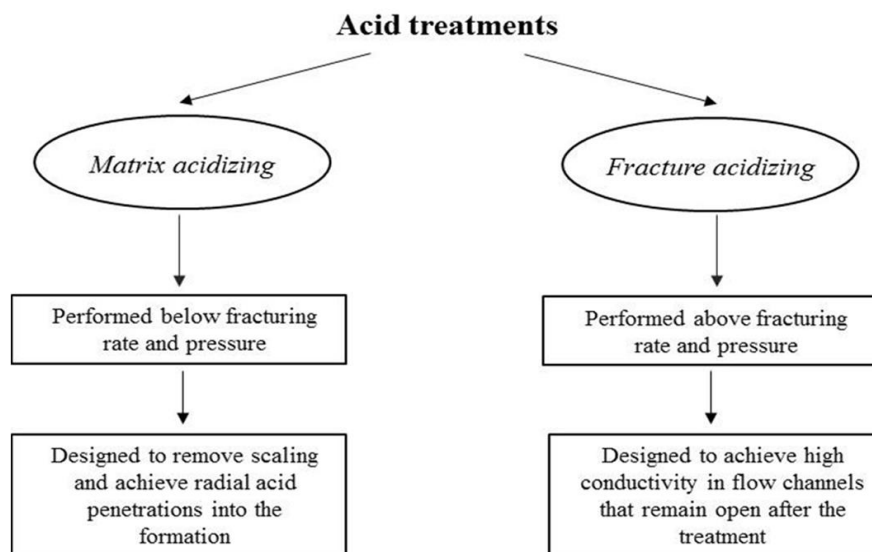 Acid treatments
Matrix acidizing
Fracture acidizing
Performed below fracturing
rate and pressure
Performed above fracturing
rate and pressure
Designed to remove scaling
and achieve radial acid
penetrations into the
formation
Designed to achieve high
conductivity in flow channels
that remain open after the
treatment